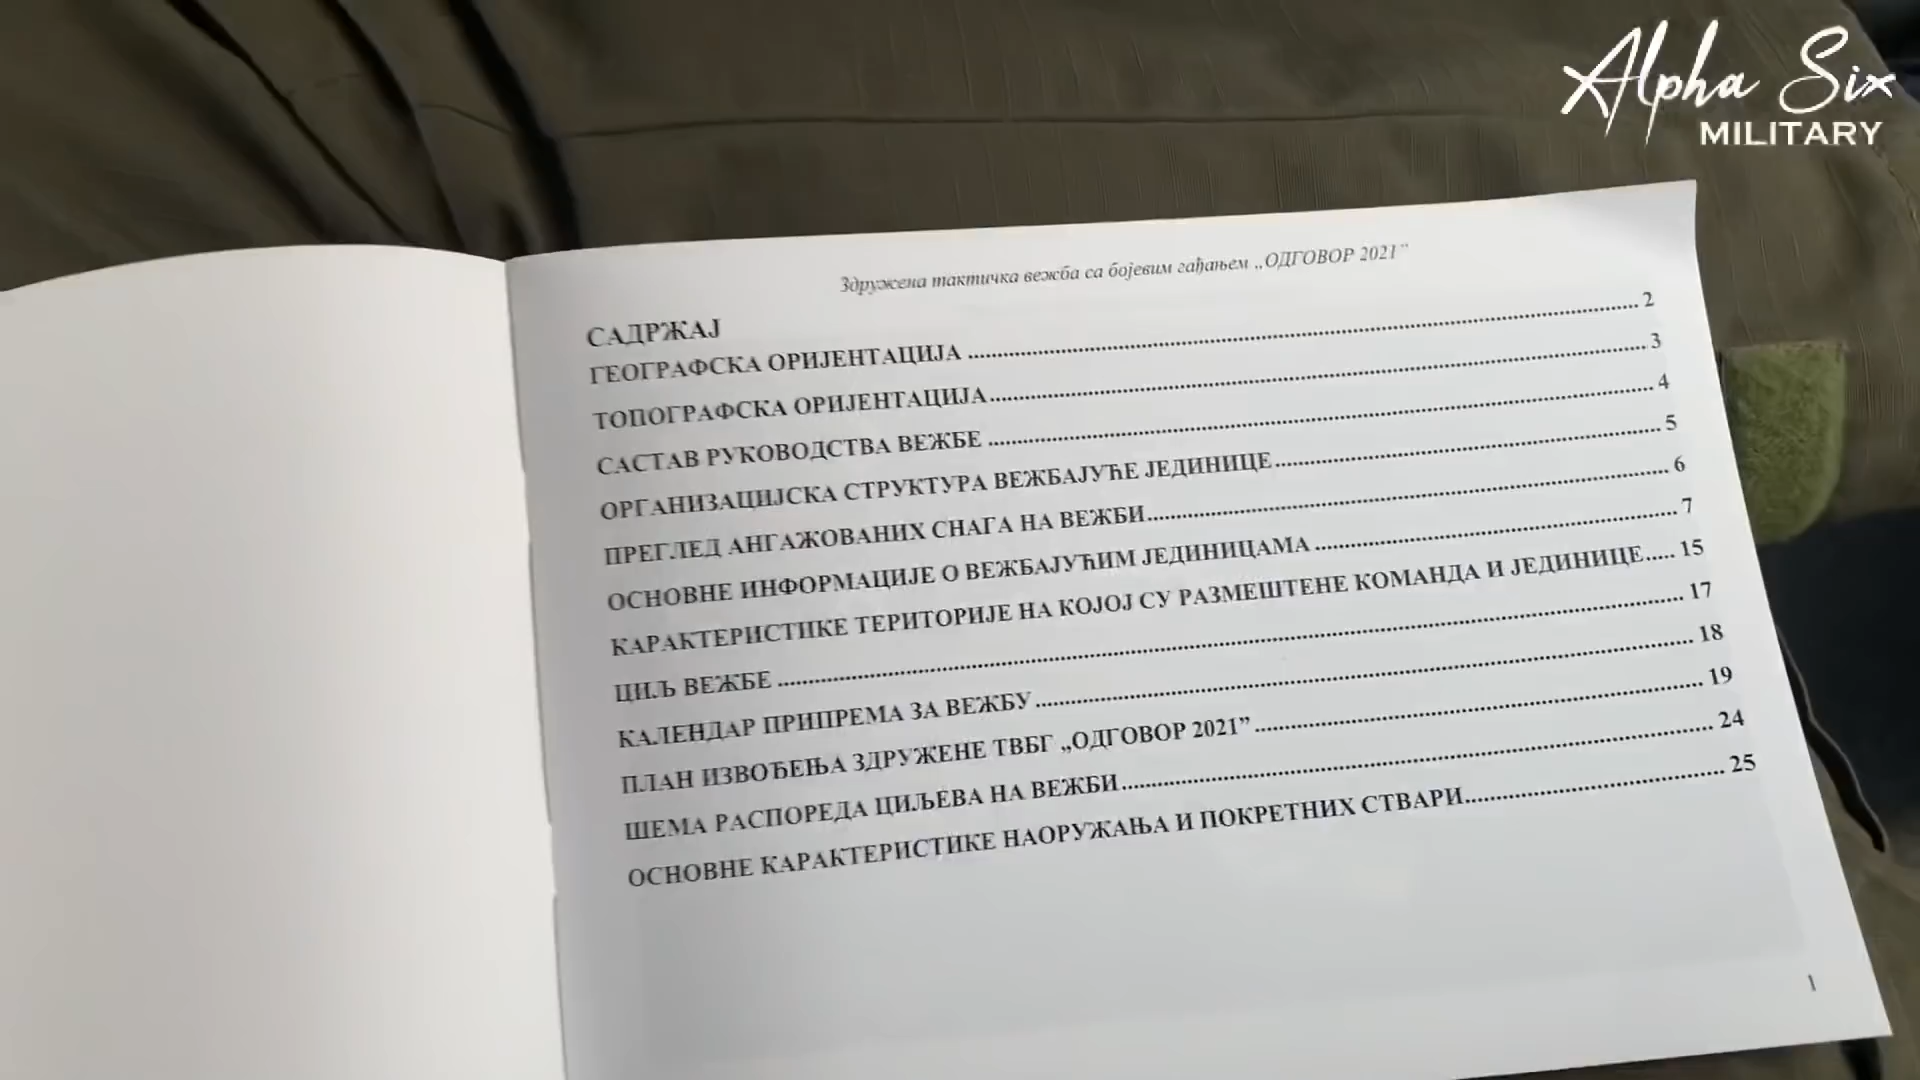 Alpha Six
MILITARY
Здружена тактичка вежба са бојевим гађањем „ОДГОВОР 2021”
САДРЖАЈ
ГЕОГРАФСКА ОРИЈЕНТАЦИЈА ........ 2
ТОПОГРАФСКА ОРИЈЕНТАЦИЈА ........ 3
САСТАВ РУКОВОДСТВА ВЕЖБЕ ........ 4
ОРГАНИЗАЦИЈСКА СТРУКТУРА ВЕЖБАЈУЋЕ ЈЕДИНИЦЕ ........ 5
ПРЕГЛЕД АНГАЖОВАНИХ СНАГА НА ВЕЖБИ ........ 6
ОСНОВНЕ ИНФОРМАЦИЈЕ О ВЕЖБАЈУЋИМ ЈЕДИНИЦАМА ........ 7
КАРАКТЕРИСТИКЕ ТЕРИТОРИЈЕ НА КОЈОЈ СУ РАЗМЕШТЕНЕ КОМАНДА И ЈЕДИНИЦЕ ..... 15
ЦИЉ ВЕЖБЕ ........ 17
КАЛЕНДАР ПРИПРЕМА ЗА ВЕЖБУ ........ 18
ПЛАН ИЗВОЂЕЊА ЗДРУЖЕНЕ ТВБГ „ОДГОВОР 2021” ........ 19
ШЕМА РАСПОРЕДА ЦИЉЕВА НА ВЕЖБИ ........ 24
ОСНОВНЕ КАРАКТЕРИСТИКЕ НАОРУЖАЊА И ПОКРЕТНИХ СТВАРИ ........ 25
1